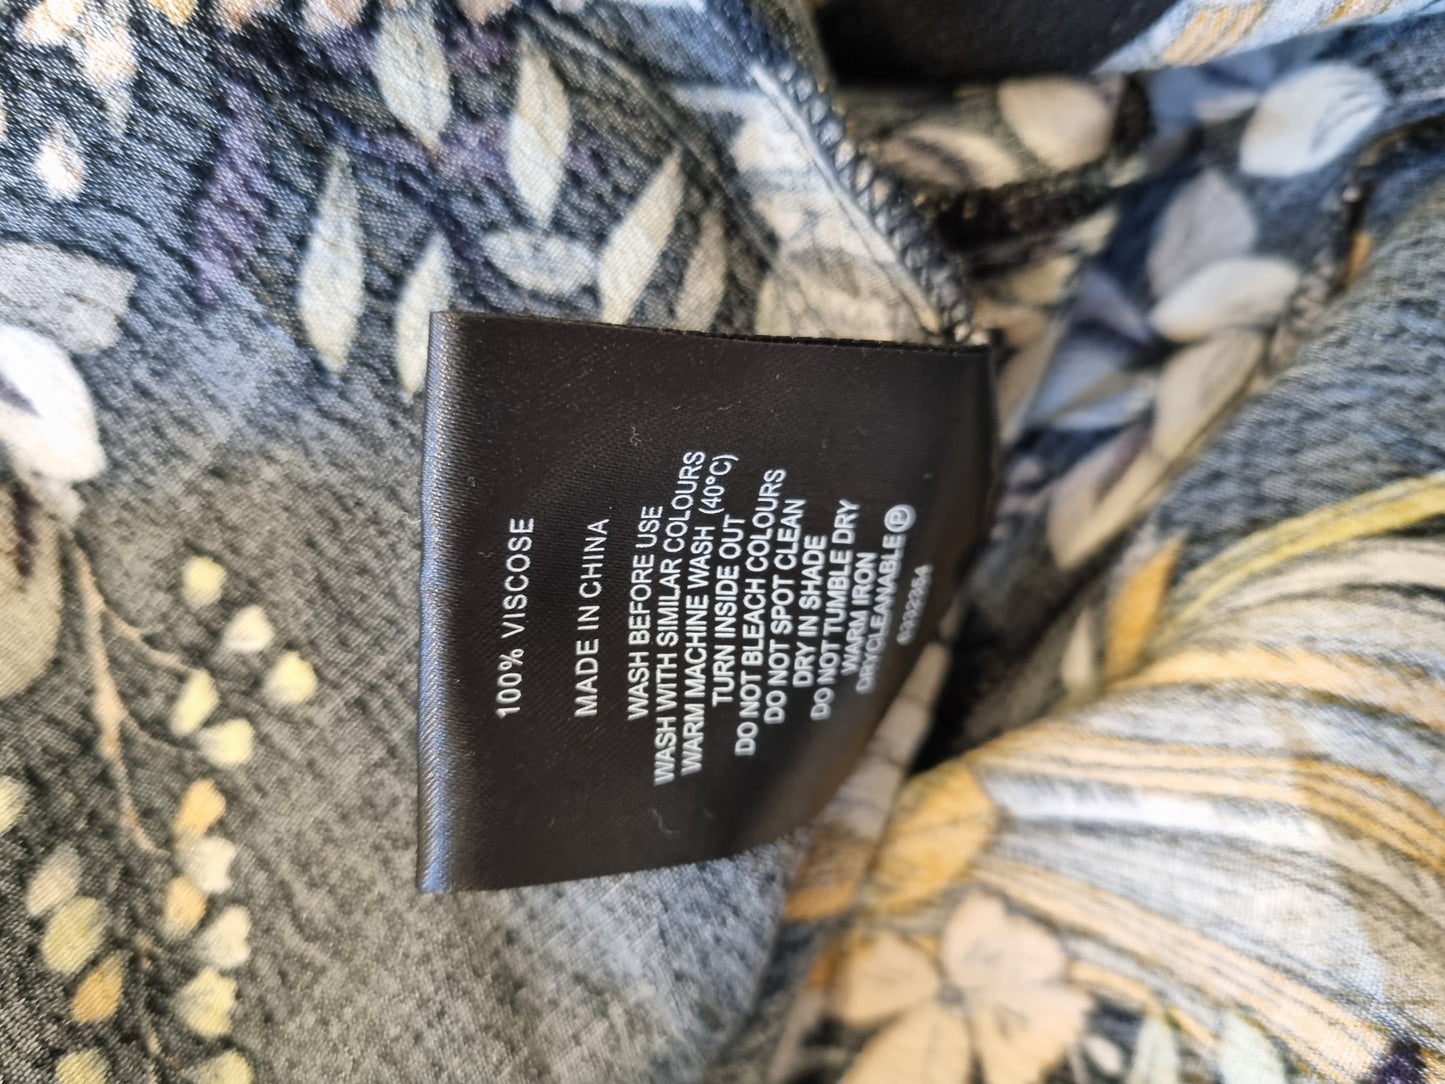 100% VISCOSE
MADE IN CHINA
WASH BEFORE USE
WASH WITH SIMILAR COLOURS
WARM MACHINE WASH (40°C)
TURN INSIDE OUT
DO NOT BLEACH COLOURS
DO NOT SPOT CLEAN
DRY IN SHADE
DO NOT TUMBLE DRY
WARM IRON
DRYCLEANABLE Ⓟ